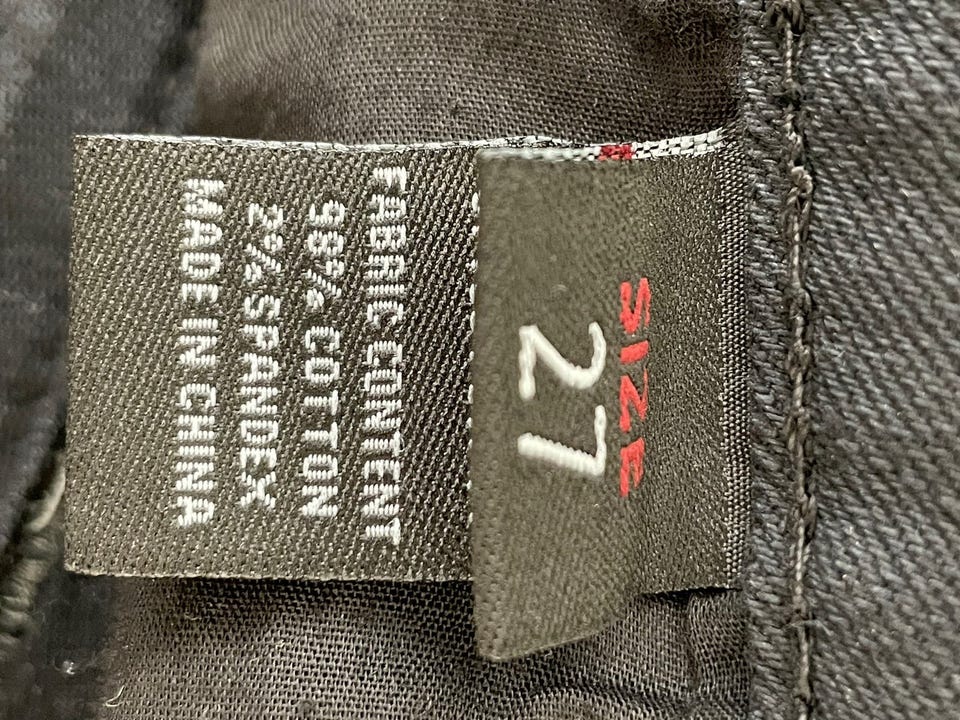 SIZE
27
FABRIC CONTENT
98% COTTON
2% SPANDEX
MADE IN CHINA